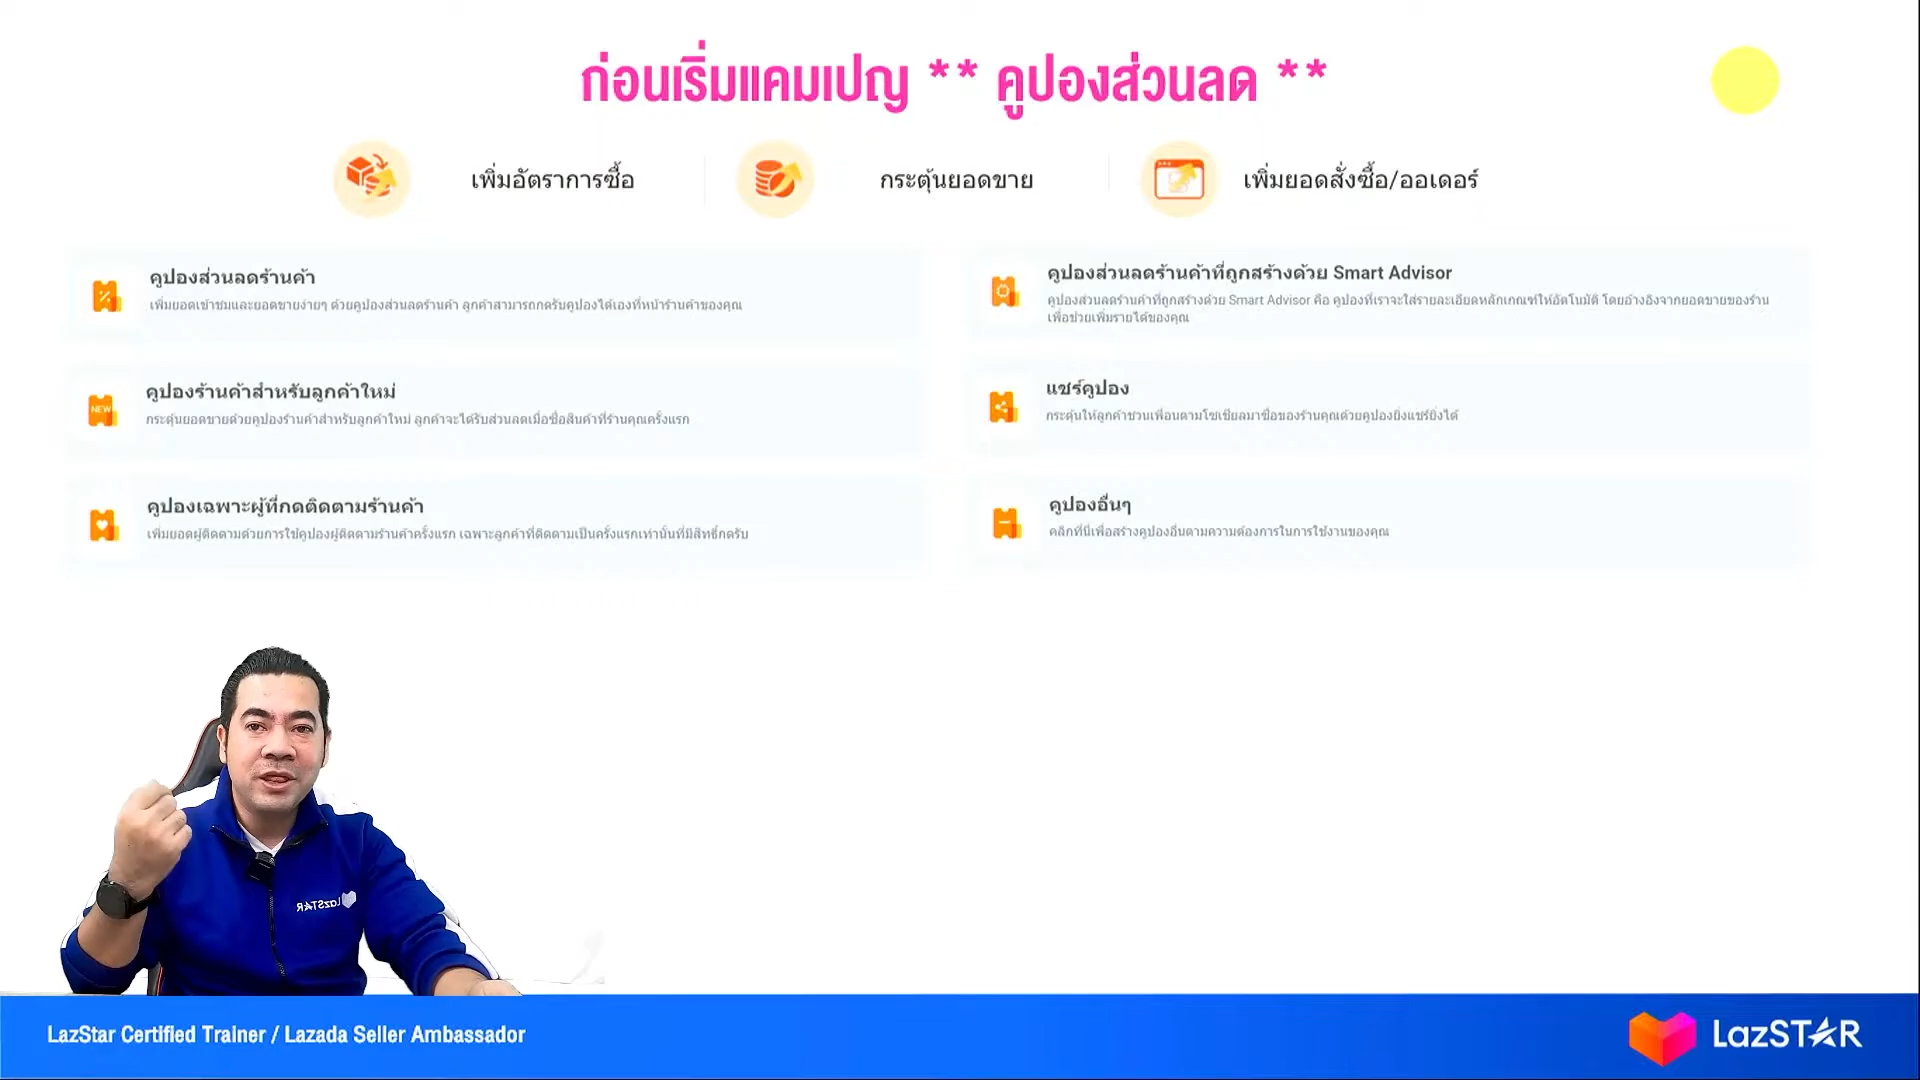 ก่อนเริ่มแคมเปญ ** คูปองส่วนลด **
เพิ่มอัตราการซื้อ
กระตุ้นยอดขาย
เพิ่มยอดสั่งซื้อ/ออเดอร์
คูปองส่วนลดร้านค้า
เพิ่มยอดเข้าชมและยอดขายง่ายๆ ด้วยคูปองส่วนลดร้านค้า ลูกค้าสามารถกดรับคูปองได้เองที่หน้าร้านค้าของคุณ
คูปองส่วนลดร้านค้าที่ถูกสร้างด้วย Smart Advisor
คูปองส่วนลดร้านค้าที่ถูกสร้างด้วย Smart Advisor คือ คูปองที่เราจะใส่รายละเอียดหลักเกณฑ์ให้อัตโนมัติ โดยอ้างอิงจากยอดขายของร้าน
เพื่อช่วยเพิ่มรายได้ของคุณ
NEW
คูปองร้านค้าสำหรับลูกค้าใหม่
กระตุ้นยอดขายด้วยคูปองร้านค้าสำหรับลูกค้าใหม่ ลูกค้าจะได้รับส่วนลดเมื่อซื้อสินค้าที่ร้านคุณครั้งแรก
แชร์คูปอง
กระตุ้นให้ลูกค้าชวนเพื่อนตามโซเชียลมาซื้อของร้านคุณด้วยคูปองยิ่งแชร์ยิ่งได้
คูปองเฉพาะผู้ที่กดติดตามร้านค้า
เพิ่มยอดผู้ติดตามด้วยการใช้คูปองผู้ติดตามร้านค้าครั้งแรก เฉพาะลูกค้าที่ติดตามเป็นครั้งแรกเท่านั้นที่มีสิทธิ์กดรับ
คูปองอื่นๆ
คลิกที่นี่เพื่อสร้างคูปองอื่นตามความต้องการในการใช้งานของคุณ
LazSTAR
LazStar Certified Trainer / Lazada Seller Ambassador
LazSTAR